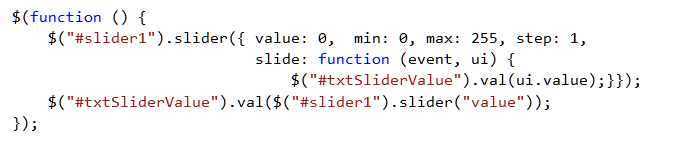 $(function () {
    $("#slider1").slider({ value: 0,  min: 0, max: 255, step: 1,
                           slide: function (event, ui) {
                               $("#txtSliderValue").val(ui.value);}});
    $("#txtSliderValue").val($("#slider1").slider("value"));
});